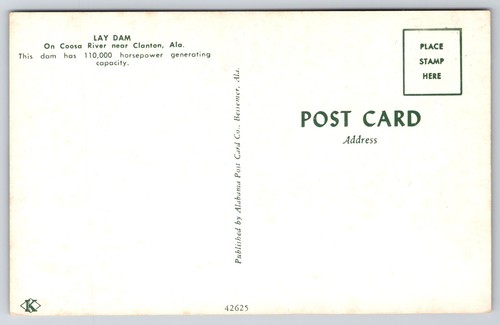 LAY DAM
On Coosa River near Clanton, Ala.
This dam has 110,000 horsepower generating
capacity.
Published by Alabama Post Card Co., Bessemer, Ala.
PLACE
STAMP
HERE
POST CARD
Address
K
42625